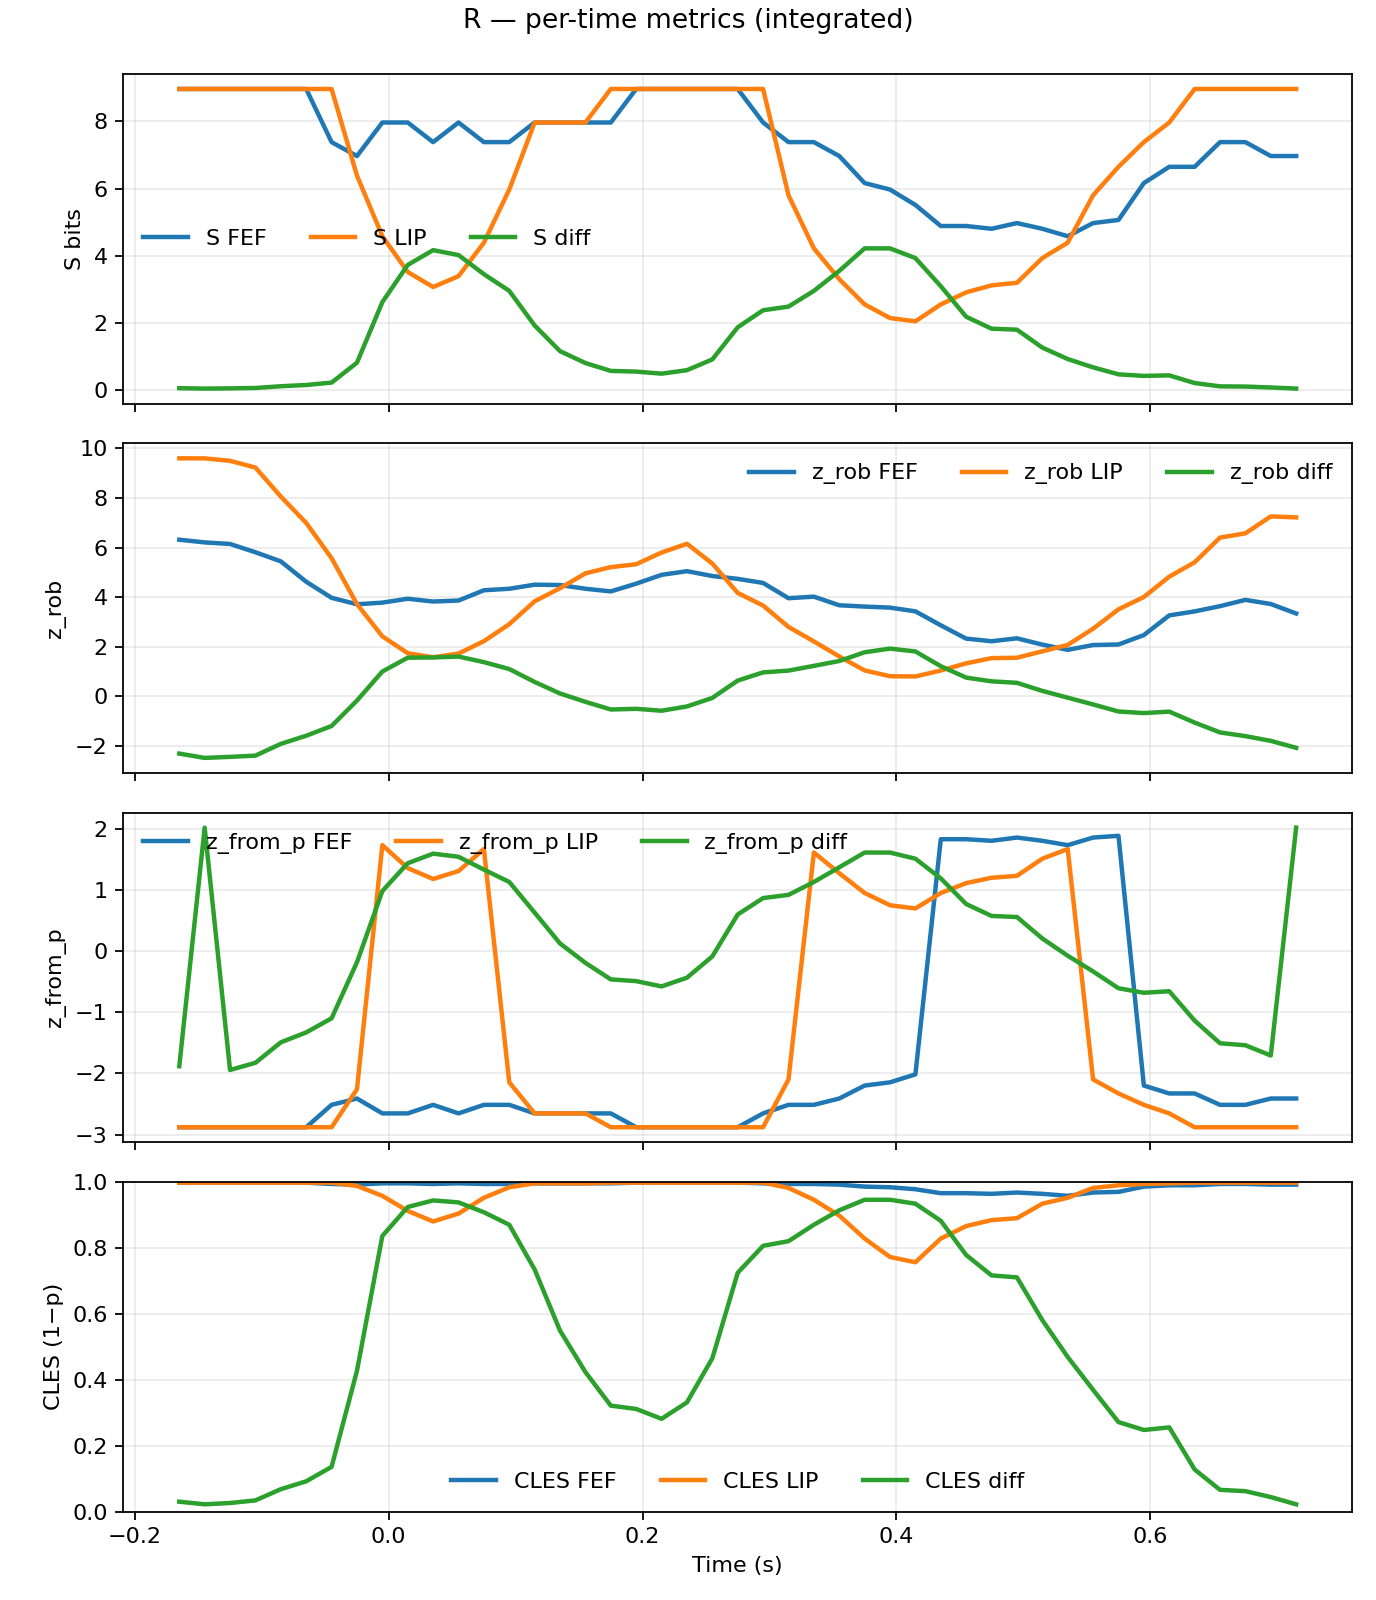 R — per-time metrics (integrated)
8
6
4
2
0
S bits
S FEF S LIP S diff
10
8
6
4
2
0
−2
z_rob
z_rob FEF z_rob LIP z_rob diff
2
1
0
−1
−2
−3
z_from_p
z_from_p FEF z_from_p LIP z_from_p diff
1.0
0.8
0.6
0.4
0.2
0.0
CLES (1−p)
CLES FEF CLES LIP CLES diff
−0.2 0.0 0.2 0.4 0.6
Time (s)